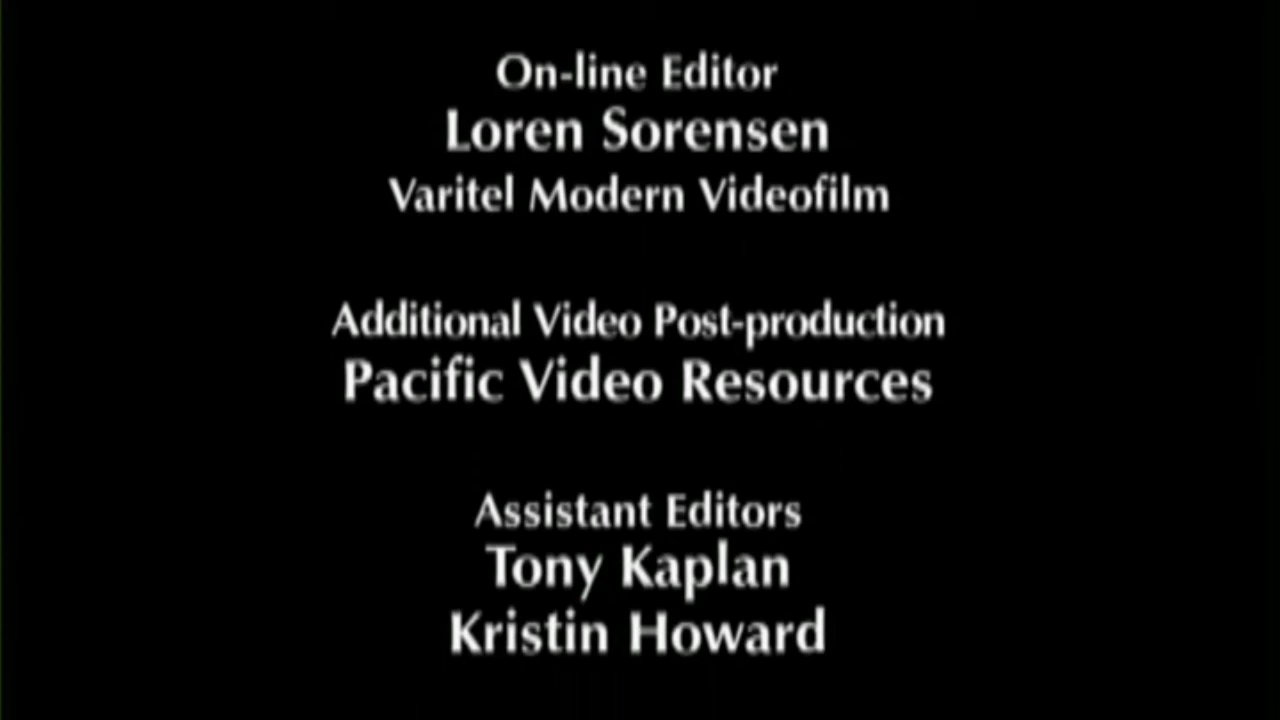 On-line Editor
Loren Sorensen
Varitel Modern Videofilm
Additional Video Post-production
Pacific Video Resources
Assistant Editors
Tony Kaplan
Kristin Howard